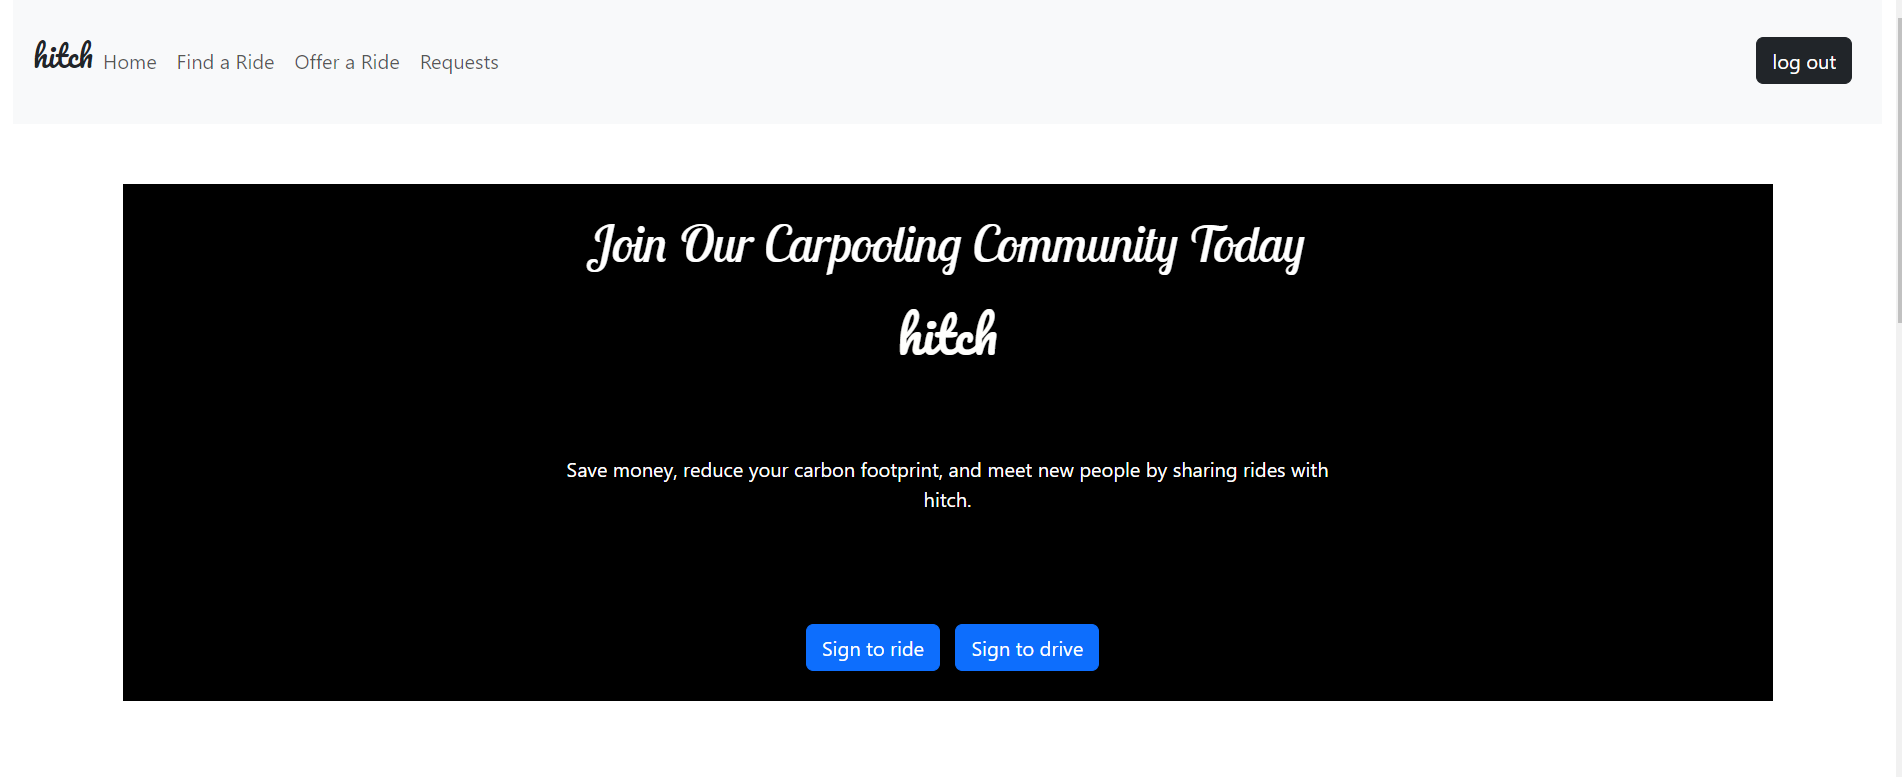 hitch Home Find a Ride Offer a Ride Requests log out
Join Our Carpooling Community Today
hitch
Save money, reduce your carbon footprint, and meet new people by sharing rides with
hitch.
Sign to ride Sign to drive